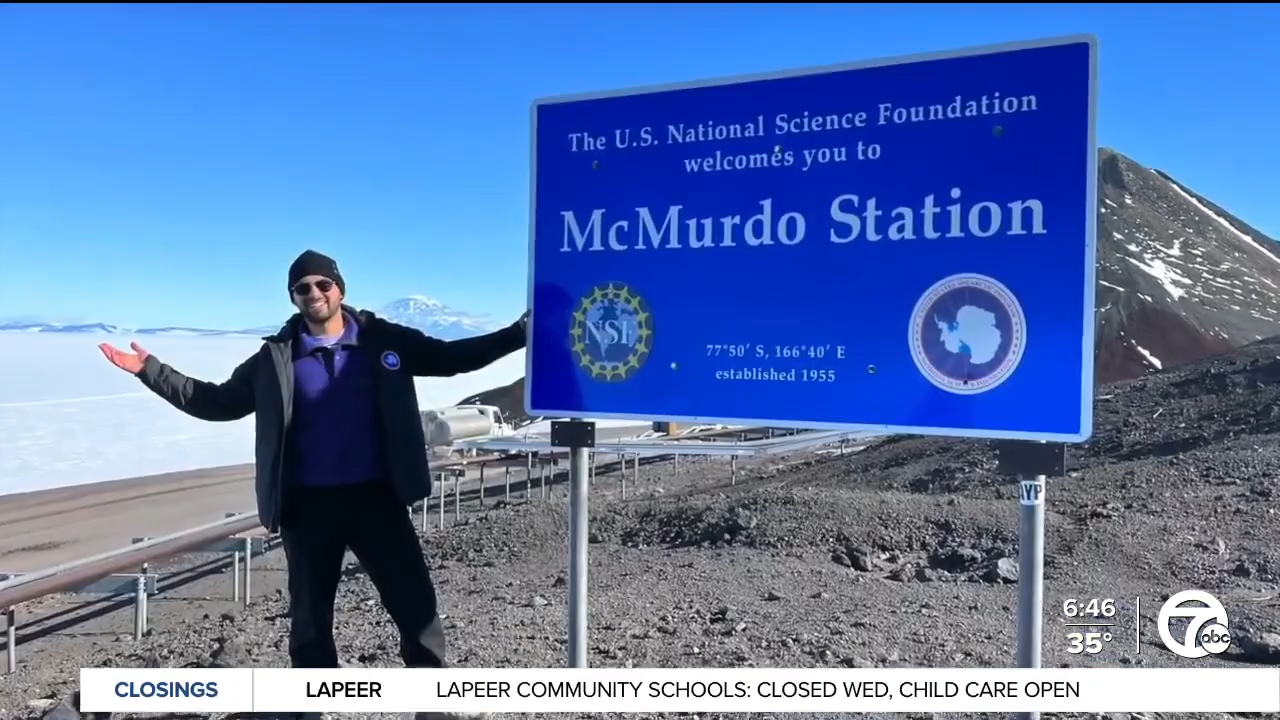 The U.S. National Science Foundation
welcomes you to
McMurdo Station
NSF
77°50′ S, 166°40′ E
established 1955
6:46
35°
7 abc
CLOSINGS LAPEER LAPEER COMMUNITY SCHOOLS: CLOSED WED, CHILD CARE OPEN